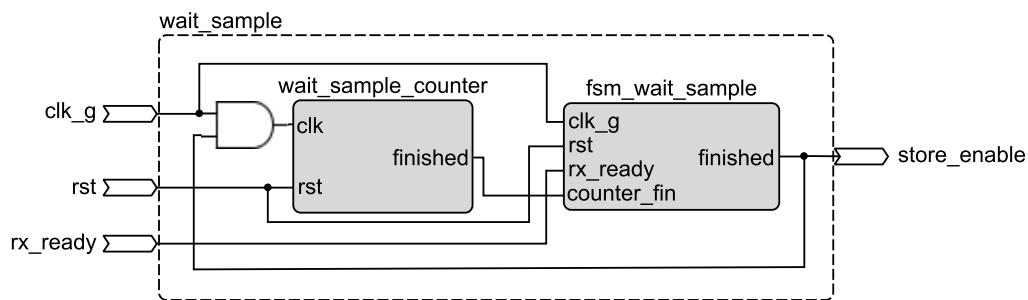 wait_sample
wait_sample_counter
fsm_wait_sample
clk_g
clk
finished
rst
rst
rx_ready
clk_g
rst
rx_ready
counter_fin
finished
store_enable